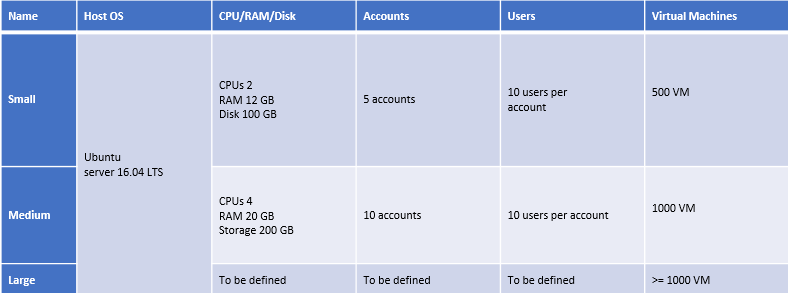 Name Host OS CPU/RAM/Disk Accounts Users Virtual Machines
Small
Ubuntu
server 16.04 LTS
CPUs 2
RAM 12 GB
Disk 100 GB
5 accounts
10 users per
account
500 VM
Medium
CPUs 4
RAM 20 GB
Storage 200 GB
10 accounts
10 users per account
1000 VM
Large
To be defined
To be defined
To be defined
>= 1000 VM